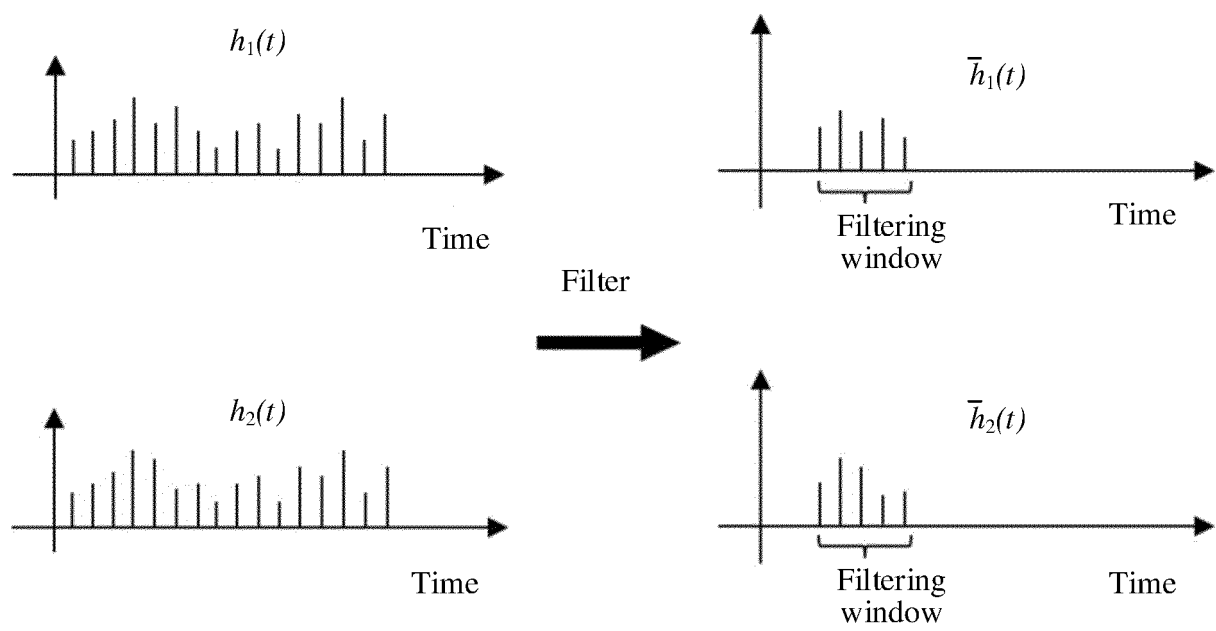 h₁(t)
Time
h̅₁(t)
Filtering
window
Time
Filter
h₂(t)
Time
h̅₂(t)
Filtering
window
Time